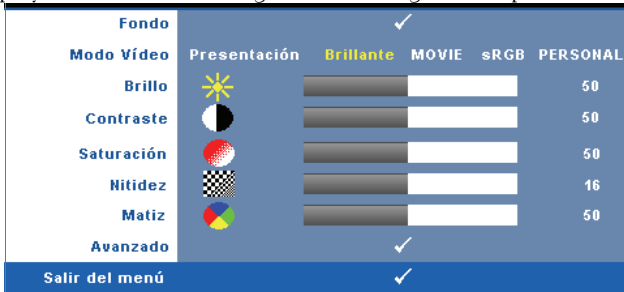 Fondo
Modo Vídeo Presentación Brillante MOVIE sRGB PERSONAL
Brillo 50
Contraste 50
Saturación 50
Nitidez 16
Matiz 50
Avanzado
Salir del menú